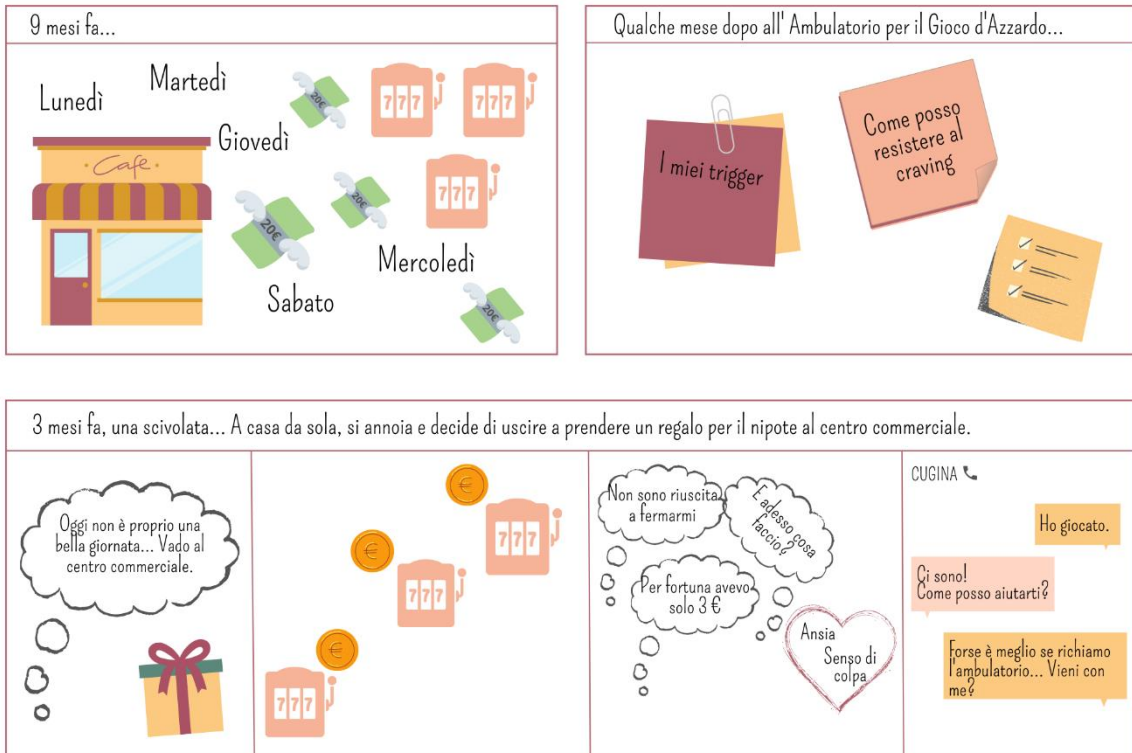 9 mesi fa...
Lunedì
Martedì
Giovedì
Cafe
Mercoledì
Sabato
20€
20€
20€
20€
777
777
777
Qualche mese dopo all' Ambulatorio per il Gioco d'Azzardo...
I miei trigger
Come posso
resistere al
craving
3 mesi fa, una scivolata... A casa da sola, si annoia e decide di uscire a prendere un regalo per il nipote al centro commerciale.
Oggi non è proprio una
bella giornata... Vado al
centro commerciale.
€
777
€
777
€
777
Non sono riuscita
a fermarmi
E adesso cosa
faccio?
Per fortuna avevo
solo 3 €
Ansia
Senso di
colpa
CUGINA
Ho giocato.
Ci sono!
Come posso aiutarti?
Forse è meglio se richiamo
l'ambulatorio... Vieni con
me?